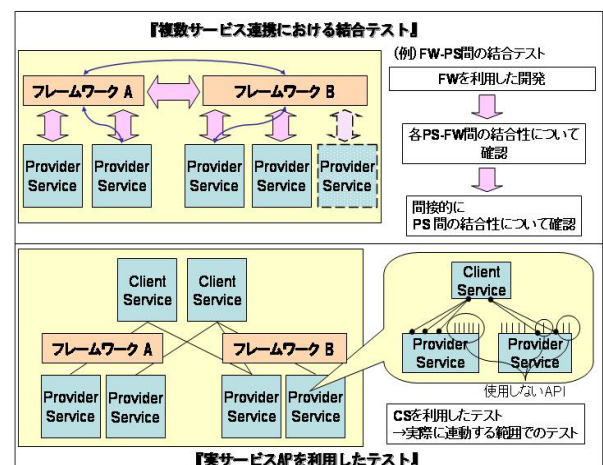 『複数サービス連携における結合テスト』
(例) FW-PS間の結合テスト
フレームワーク A
フレームワーク B
FWを利用した開発
Provider
Service
Provider
Service
Provider
Service
Provider
Service
Provider
Service
各PS-FW間の結合性について
確認
間接的に
PS間の結合性について確認
Client
Service
Client
Service
Client
Service
フレームワーク A
フレームワーク B
Provider
Service
Provider
Service
Provider
Service
Provider
Service
Provider
Service
Provider
Service
使用しないAPI
CSを利用したテスト
→実際に連動する範囲でのテスト
『実サービスAPを利用したテスト』